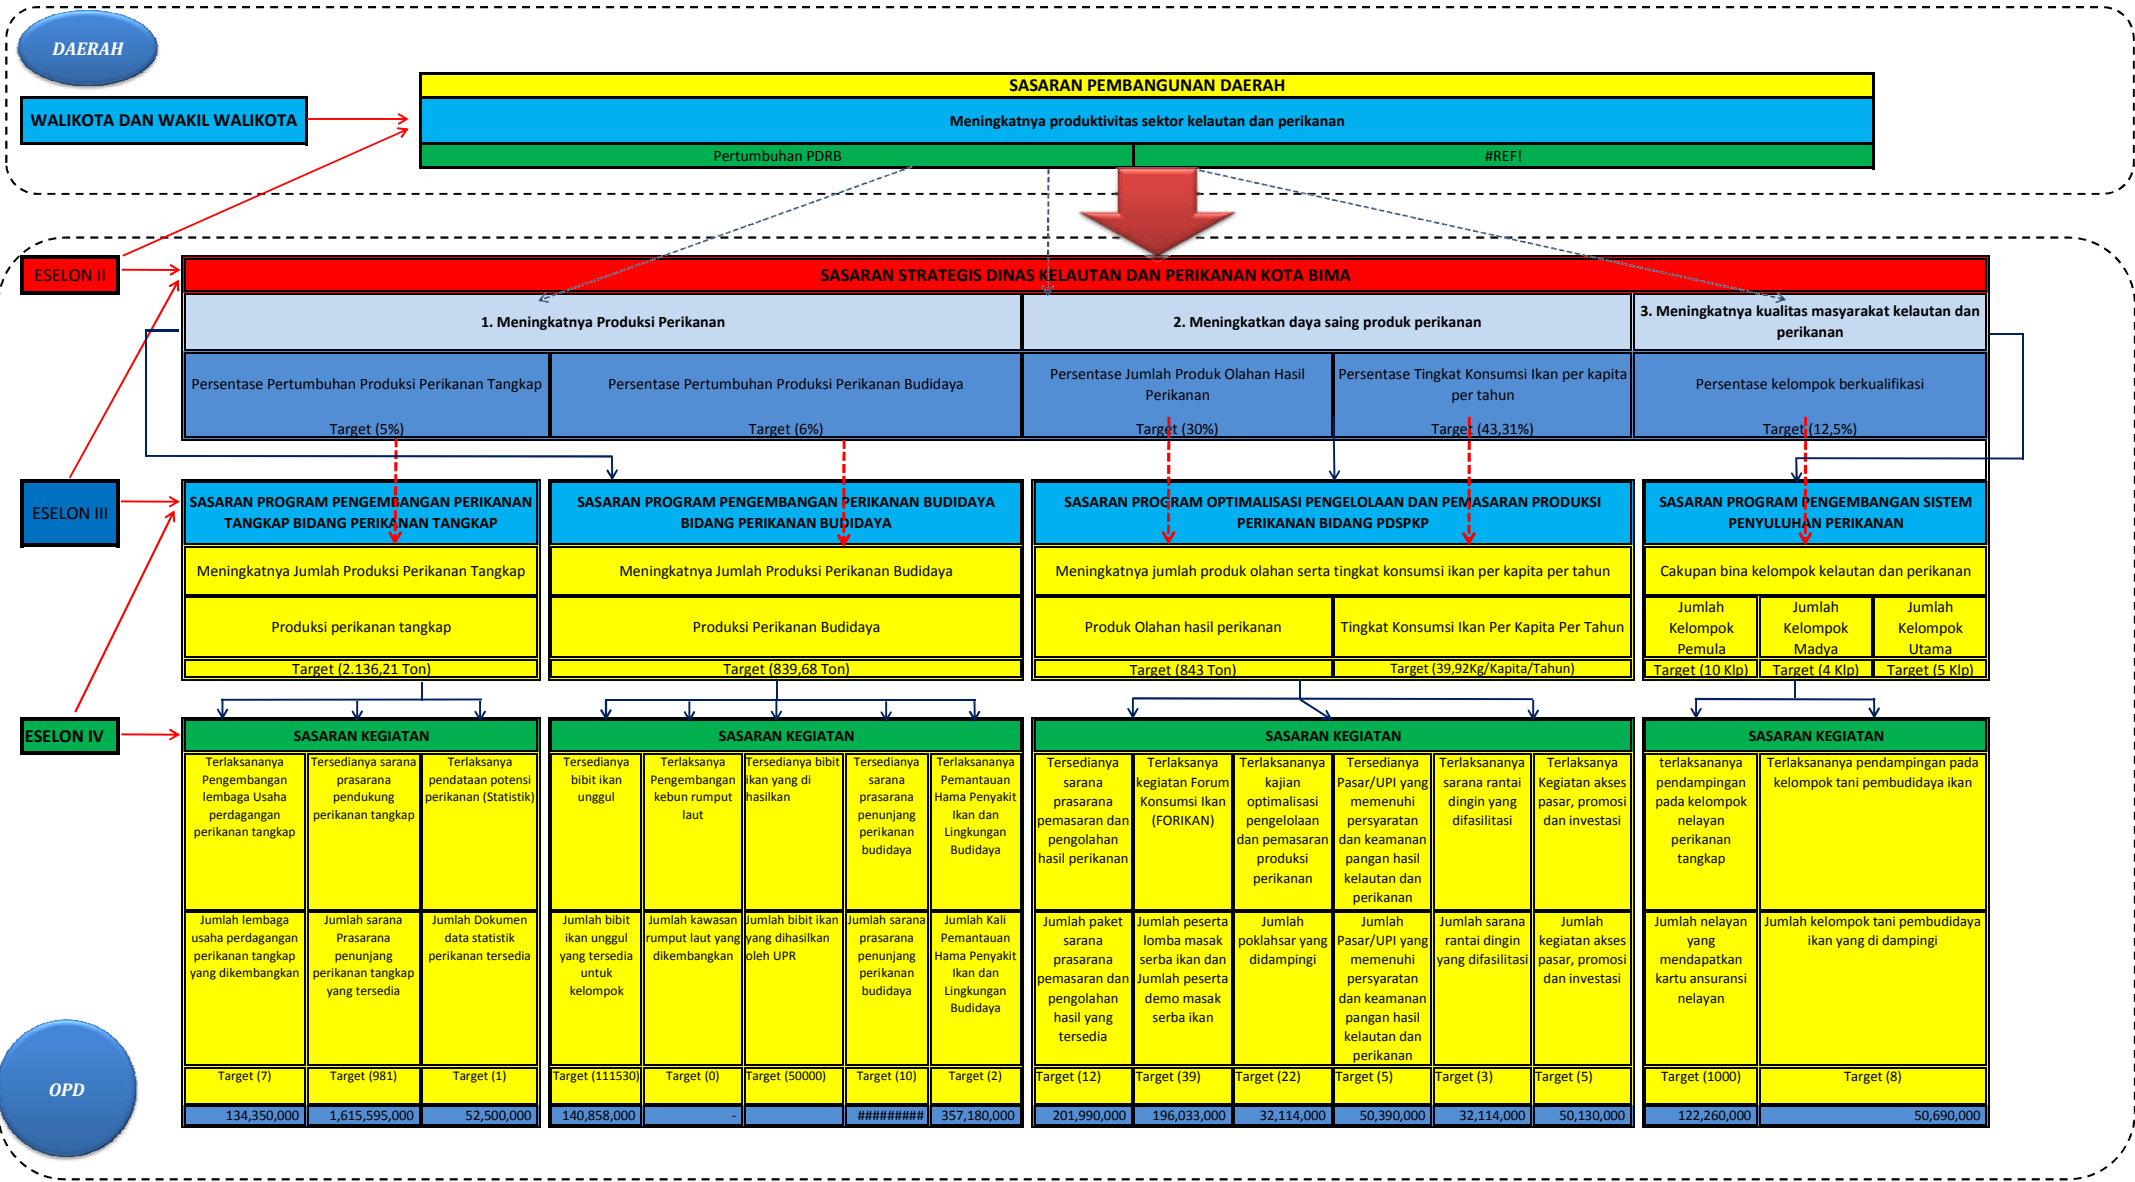 DAERAH
SASARAN PEMBANGUNAN DAERAH
WALIKOTA DAN WAKIL WALIKOTA
Meningkatnya produktivitas sektor kelautan dan perikanan
Pertumbuhan PDRB
#REF!
ESELON II
SASARAN STRATEGIS DINAS KELAUTAN DAN PERIKANAN KOTA BIMA
1. Meningkatnya Produksi Perikanan
2. Meningkatkan daya saing produk perikanan
3. Meningkatnya kualitas masyarakat kelautan dan
perikanan
Persentase Pertumbuhan Produksi Perikanan Tangkap
Target (5%)
Persentase Pertumbuhan Produksi Perikanan Budidaya
Target (6%)
Persentase Jumlah Produk Olahan Hasil
Perikanan
Target (30%)
Persentase Tingkat Konsumsi Ikan per kapita
per tahun
Target (43,31%)
Persentase kelompok berkualifikasi
Target (12,5%)
ESELON III
SASARAN PROGRAM PENGEMBANGAN PERIKANAN
TANGKAP BIDANG PERIKANAN TANGKAP
Meningkatnya Jumlah Produksi Perikanan Tangkap
Produksi perikanan tangkap
Target (2.136,21 Ton)
SASARAN PROGRAM PENGEMBANGAN PERIKANAN BUDIDAYA
BIDANG PERIKANAN BUDIDAYA
Meningkatnya Jumlah Produksi Perikanan Budidaya
Produksi Perikanan Budidaya
Target (839,68 Ton)
SASARAN PROGRAM OPTIMALISASI PENGELOLAAN DAN PEMASARAN PRODUKSI
PERIKANAN BIDANG PDSPKP
Meningkatnya jumlah produk olahan serta tingkat konsumsi ikan per kapita per tahun
Produk Olahan hasil perikanan
Target (843 Ton)
Tingkat Konsumsi Ikan Per Kapita Per Tahun
Target (39,92Kg/Kapita/Tahun)
SASARAN PROGRAM PENGEMBANGAN SISTEM
PENYULUHAN PERIKANAN
Cakupan bina kelompok kelautan dan perikanan
Jumlah
Kelompok
Pemula
Target (10 Klp)
Jumlah
Kelompok
Madya
Target (4 Klp)
Jumlah
Kelompok
Utama
Target (5 Klp)
ESELON IV
SASARAN KEGIATAN
Terlaksananya
Pengembangan
lembaga Usaha
perdagangan
perikanan tangkap
Jumlah lembaga
usaha perdagangan
perikanan tangkap
yang dikembangkan
Target (7)
134,350,000
Tersedianya sarana
prasarana
pendukung
perikanan tangkap
Jumlah sarana
Prasarana
penunjang
perikanan tangkap
yang tersedia
Target (981)
1,615,595,000
Terlaksanya
pendataan potensi
perikanan (Statistik)
Jumlah Dokumen
data statistik
perikanan tersedia
Target (1)
52,500,000
SASARAN KEGIATAN
Tersedianya
bibit ikan
unggul
Jumlah bibit
ikan unggul
yang tersedia
untuk
kelompok
Target (111530)
140,858,000
Terlaksanya
Pengembangan
kebun rumput
laut
Jumlah kawasan
rumput laut yang
dikembangkan
Target (0)
-
Tersedianya bibit
ikan yang di
hasilkan
Jumlah bibit ikan
yang dihasilkan
oleh UPR
Target (50000)
Tersedianya
sarana
prasarana
penunjang
perikanan
budidaya
Jumlah sarana
prasarana
penunjang
perikanan
budidaya
Target (10)
#########
Terlaksananya
Pemantauan
Hama Penyakit
Ikan dan
Lingkungan
Budidaya
Jumlah Kali
Pemantauan
Hama Penyakit
Ikan dan
Lingkungan
Budidaya
Target (2)
357,180,000
SASARAN KEGIATAN
Tersedianya
sarana
prasarana
pemasaran dan
pengolahan
hasil perikanan
Jumlah paket
sarana
prasarana
pemasaran dan
pengolahan
hasil yang
tersedia
Target (12)
201,990,000
Terlaksanya
kegiatan Forum
Konsumsi Ikan
(FORIKAN)
Jumlah peserta
lomba masak
serba ikan dan
Jumlah peserta
demo masak
serba ikan
Target (39)
196,033,000
Terlaksananya
kajian
optimalisasi
pengelolaan
dan pemasaran
produksi
perikanan
Jumlah
poklahsar yang
didampingi
Target (22)
32,114,000
Tersedianya
Pasar/UPI yang
memenuhi
persyaratan
dan keamanan
pangan hasil
kelautan dan
perikanan
Jumlah
Pasar/UPI yang
memenuhi
persyaratan
dan keamanan
pangan hasil
kelautan dan
perikanan
Target (5)
50,390,000
Terlaksananya
sarana rantai
dingin yang
difasilitasi
Jumlah sarana
rantai dingin
yang difasilitasi
Target (3)
32,114,000
Terlaksanya
Kegiatan akses
pasar, promosi
dan investasi
Jumlah
kegiatan akses
pasar, promosi
dan investasi
Target (5)
50,130,000
SASARAN KEGIATAN
terlaksananya
pendampingan
pada kelompok
nelayan
perikanan
tangkap
Jumlah nelayan
yang
mendapatkan
kartu ansuransi
nelayan
Target (1000)
122,260,000
Terlaksananya pendampingan pada
kelompok tani pembudidaya ikan
Jumlah kelompok tani pembudidaya
ikan yang di dampingi
Target (8)
50,690,000
OPD